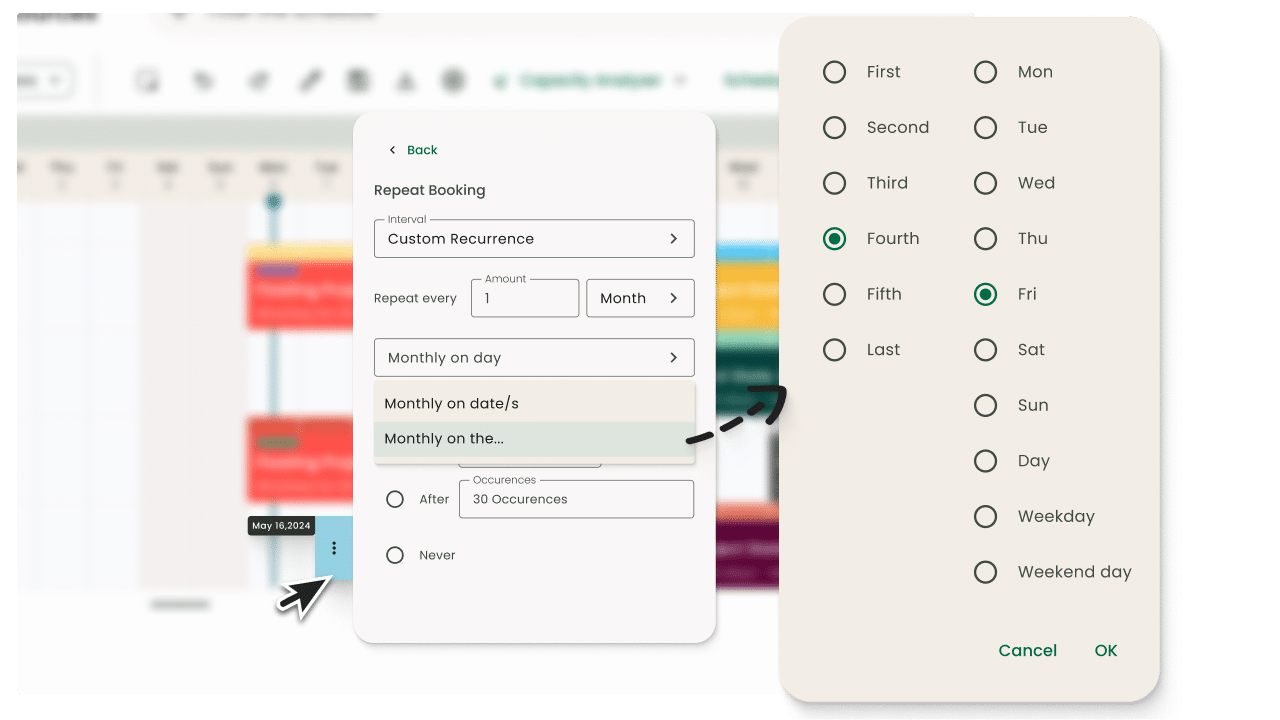 Capacity Analyzer
Back
Repeat Booking
Interval
Custom Recurrence
Repeat every
Amount
1
Month
Monthly on day
Monthly on date/s
Monthly on the...
After
Occurences
30 Occurences
Never
May 16,2024
First
Second
Third
Fourth
Fifth
Last
Mon
Tue
Wed
Thu
Fri
Sat
Sun
Day
Weekday
Weekend day
Cancel
OK